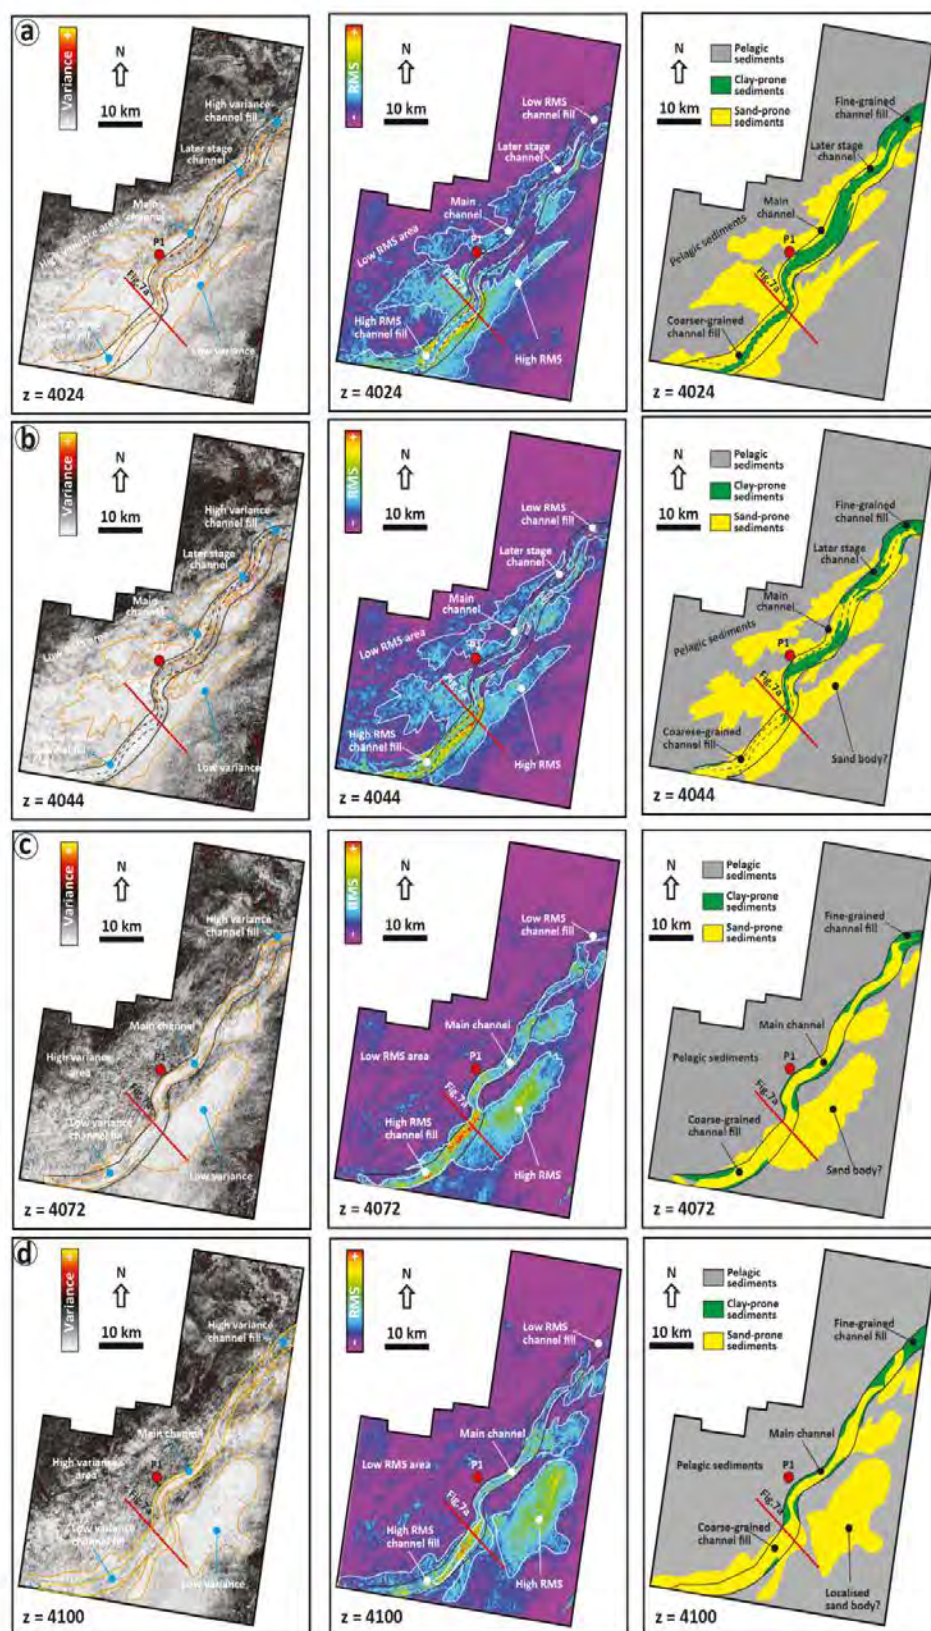 a
Variance
N
10 km
High variance
channel fill
Later stage
channel
Main
channel
P1
Fig.7a
Low variance
z = 4024
RMS
N
10 km
Low RMS
channel fill
Later stage
channel
Main
channel
Low RMS area
P1
High RMS
channel fill
High RMS
z = 4024
N
10 km
Pelagic
sediments
Clay-prone
sediments
Sand-prone
sediments
Fine-grained
channel fill
Later stage
channel
Main
channel
P1
Pelagic sediments
Fig.7a
Coarser-grained
channel fill
z = 4024
b
Variance
N
10 km
High variance
channel fill
Later stage
channel
Main
channel
Low variance
z = 4044
RMS
N
10 km
Low RMS
channel fill
Later stage
channel
Main
channel
Low RMS area
P1
Fig.7a
High RMS
channel fill
High RMS
z = 4044
N
10 km
Pelagic
sediments
Clay-prone
sediments
Sand-prone
sediments
Fine-grained
channel fill
Later stage
channel
Main
channel
Pelagic sediments
P1
Fig.7a
Coarese-grained
channel fill
Sand body?
z = 4044
c
Variance
N
10 km
High variance
channel fill
Main channel
High variance
area
P1
Fig.7a
Low variance
channel fill
Low variance
z = 4072
RMS
N
10 km
Low RMS
channel fill
Main channel
Low RMS area
P1
Fig.7a
High RMS
channel fill
High RMS
z = 4072
N
10 km
Pelagic
sediments
Clay-prone
sediments
Sand-prone
sediments
Fine-grained
channel fill
Main channel
P1
Pelagic sediments
Fig.7a
Coarse-grained
channel fill
Sand body?
z = 4072
d
Variance
N
10 km
High variance
channel fill
Main channel
High variance
area
P1
Fig.7a
Low variance
channel fill
Low variance
z = 4100
RMS
N
10 km
Low RMS
channel fill
Main channel
Low RMS area
P1
Fig.7a
High RMS
channel fill
High RMS
z = 4100
N
10 km
Pelagic
sediments
Clay-prone
sediments
Sand-prone
sediments
Fine-grained
channel fill
Main channel
Pelagic sediments
P1
Fig.7a
Coarse-grained
channel fill
Localised
sand body?
z = 4100